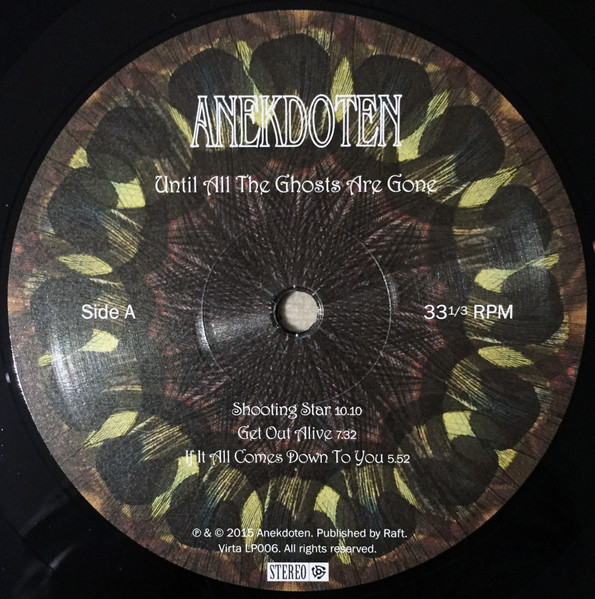 ANEKDOTEN
Until All The Ghosts Are Gone
Side A
33 1/3 RPM
Shooting Star 10.10
Get Out Alive 7.32
If It All Comes Down To You 5.52
℗ & © 2015 Anekdoten. Published by Raft.
Virta LP006. All rights reserved.
STEREO